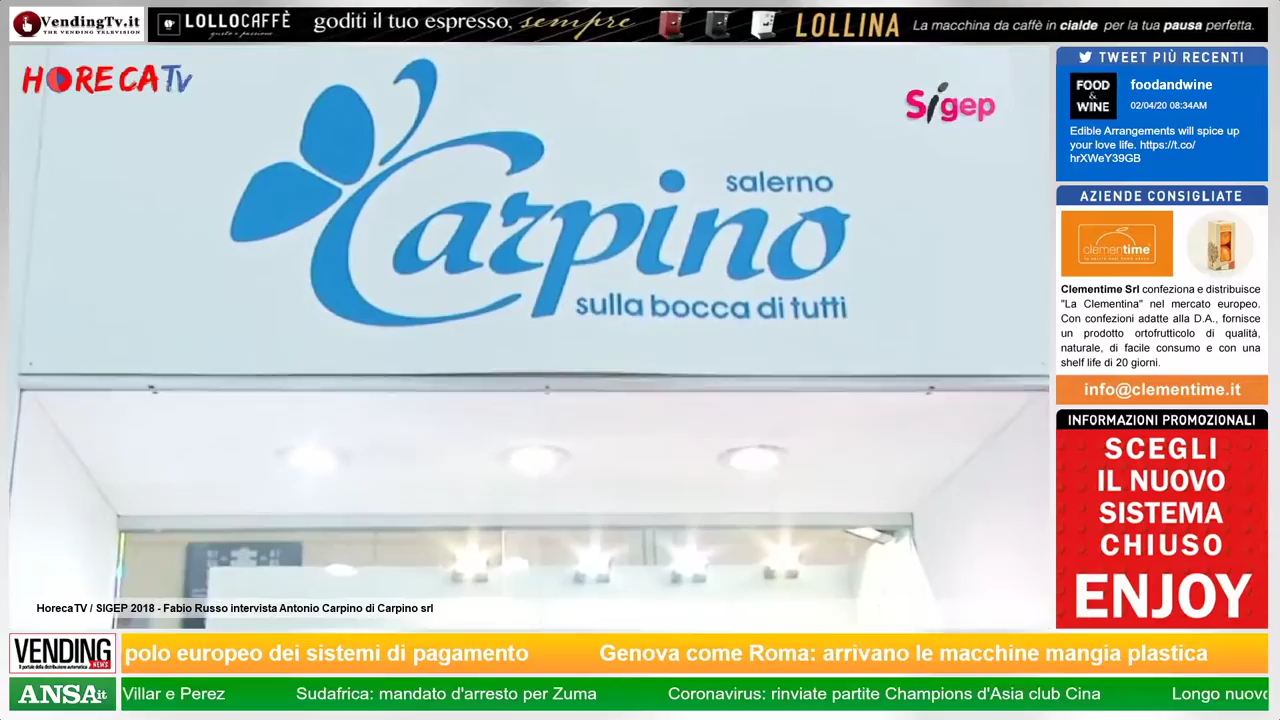 VendingTv.it
THE VENDING TELEVISION
LOLLOCAFFÈ
gusto e passione
goditi il tuo espresso, sempre
LOLLINA
La macchina da caffè in cialde per la tua pausa perfetta.
HORECATV
Sigep
Carpino
salerno
sulla bocca di tutti
HorecaTV / SIGEP 2018 - Fabio Russo intervista Antonio Carpino di Carpino srl
TWEET PIÙ RECENTI
FOOD
&
WINE
foodandwine
02/04/20 08:34AM
Edible Arrangements will spice up
your love life. https://t.co/
hrXWeY39GB
AZIENDE CONSIGLIATE
clementime
Clementime Srl confeziona e distribuisce
"La Clementina" nel mercato europeo.
Con confezioni adatte alla D.A., fornisce
un prodotto ortofrutticolo di qualità,
naturale, di facile consumo e con una
shelf life di 20 giorni.
info@clementime.it
INFORMAZIONI PROMOZIONALI
SCEGLI
IL NUOVO
SISTEMA
CHIUSO
ENJOY
VENDING
NEWS
Il portale della distribuzione automatica
polo europeo dei sistemi di pagamento Genova come Roma: arrivano le macchine mangia plastica
ANSA.it
Villar e Perez Sudafrica: mandato d'arresto per Zuma Coronavirus: rinviate partite Champions d'Asia club Cina Longo nuovo